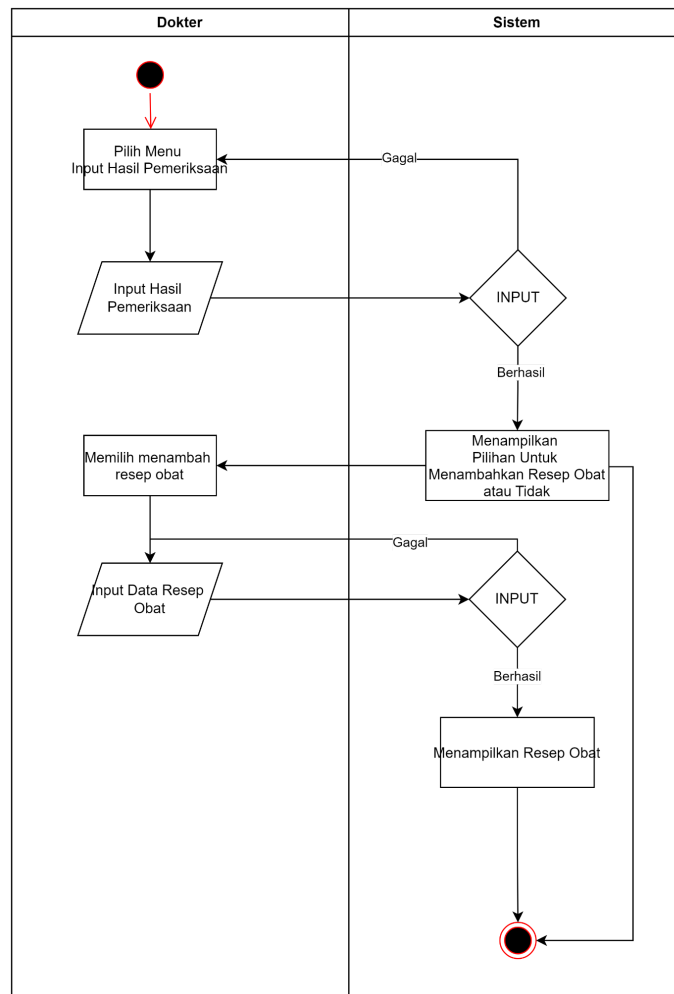 Dokter
Sistem
Pilih Menu
Input Hasil Pemeriksaan
Gagal
Input Hasil
Pemeriksaan
INPUT
Berhasil
Memilih menambah
resep obat
Menampilkan
Pilihan Untuk
Menambahkan Resep Obat
atau Tidak
Gagal
Input Data Resep
Obat
INPUT
Berhasil
Menampilkan Resep Obat